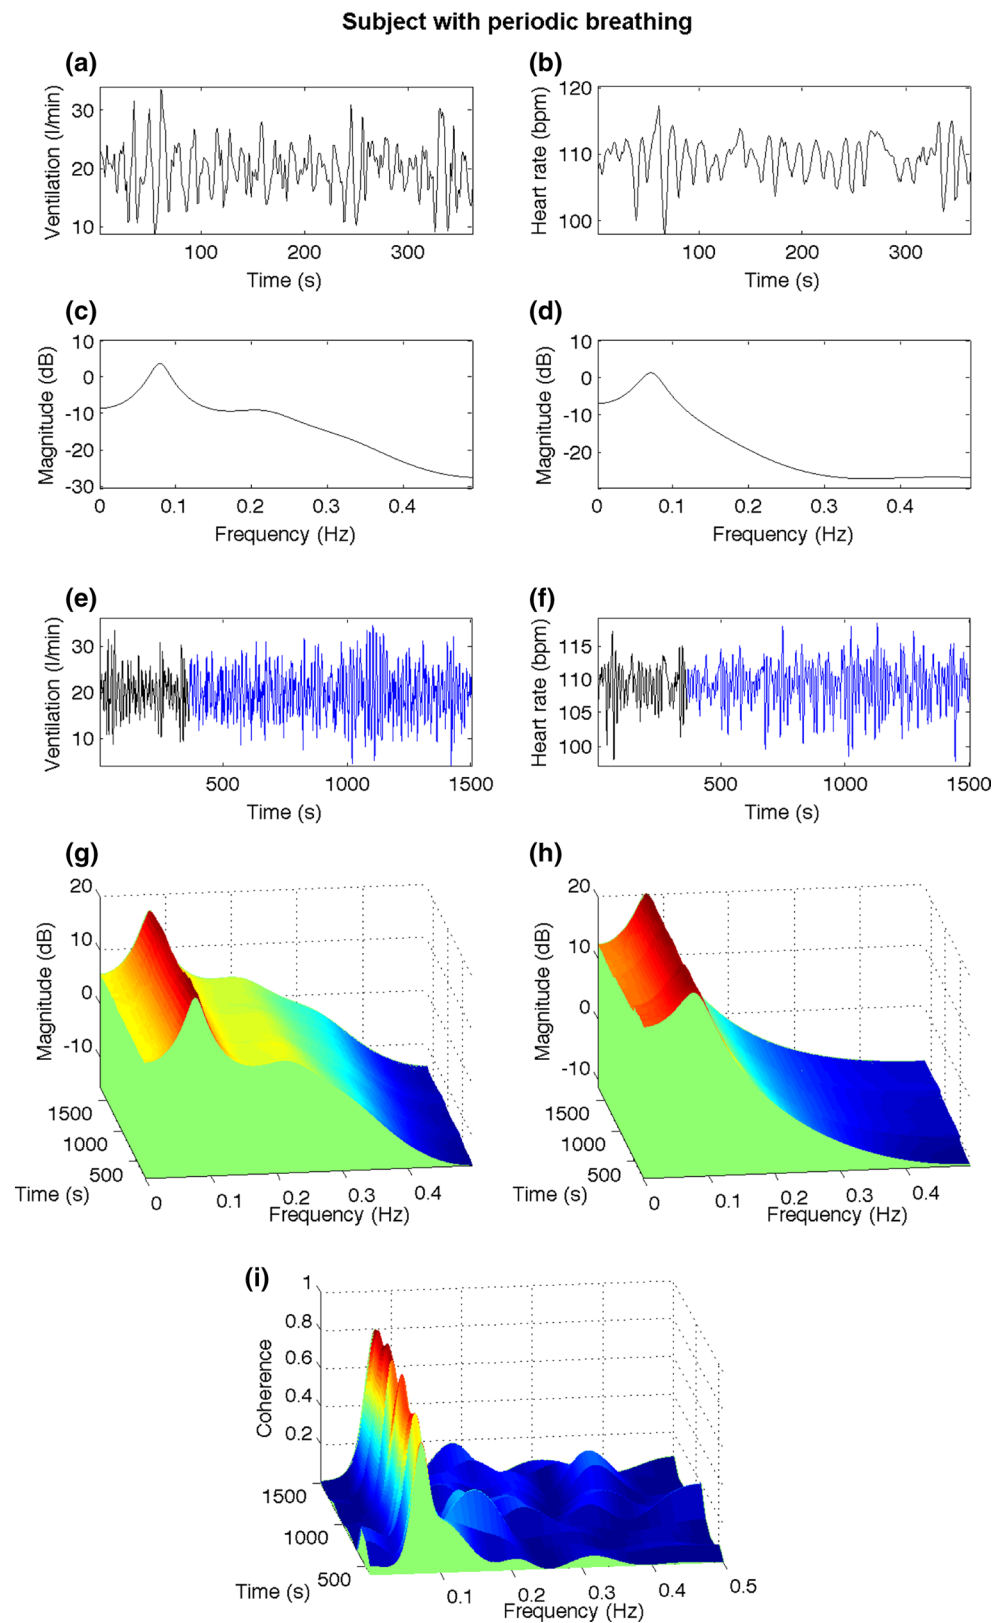 Subject with periodic breathing
(a)
Ventilation (l/min)
30
20
10
100 200 300
Time (s)
(b)
Heart rate (bpm)
120
110
100
100 200 300
Time (s)
(c)
Magnitude (dB)
10
0
-10
-20
-30
0 0.1 0.2 0.3 0.4
Frequency (Hz)
(d)
Magnitude (dB)
10
0
-10
-20
0 0.1 0.2 0.3 0.4
Frequency (Hz)
(e)
Ventilation (l/min)
30
20
10
500 1000 1500
Time (s)
(f)
Heart rate (bpm)
115
110
105
100
500 1000 1500
Time (s)
(g)
Magnitude (dB)
20
10
0
-10
1500
1000
500
Time (s)
0 0.1 0.2 0.3 0.4
Frequency (Hz)
(h)
Magnitude (dB)
20
10
0
-10
1500
1000
500
Time (s)
0 0.1 0.2 0.3 0.4
Frequency (Hz)
(i)
Coherence
1
0.8
0.6
0.4
0.2
1500
1000
500
Time (s)
0.1 0.2 0.3 0.4 0.5
Frequency (Hz)